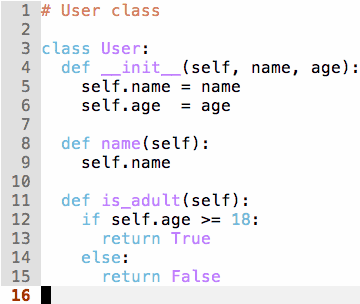 1 # User class
2
3 class User:
4   def __init__(self, name, age):
5     self.name = name
6     self.age  = age
7
8   def name(self):
9     self.name
10
11   def is_adult(self):
12     if self.age >= 18:
13       return True
14     else:
15       return False
16